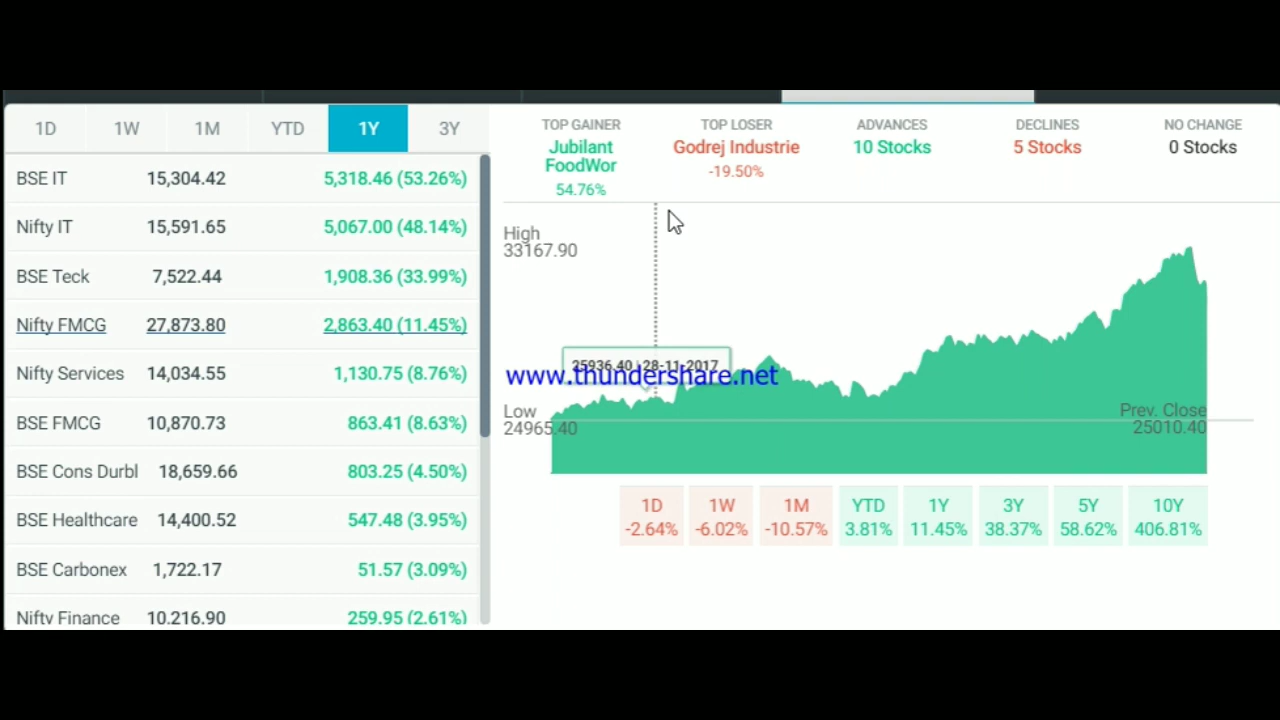 1D 1W 1M YTD 1Y 3Y
BSE IT 15,304.42 5,318.46 (53.26%)
Nifty IT 15,591.65 5,067.00 (48.14%)
BSE Teck 7,522.44 1,908.36 (33.99%)
Nifty FMCG 27,873.80 2,863.40 (11.45%)
Nifty Services 14,034.55 1,130.75 (8.76%)
BSE FMCG 10,870.73 863.41 (8.63%)
BSE Cons Durbl 18,659.66 803.25 (4.50%)
BSE Healthcare 14,400.52 547.48 (3.95%)
BSE Carbonex 1,722.17 51.57 (3.09%)
Nifty Finance 10,216.90 259.95 (2.61%)
TOP GAINER TOP LOSER ADVANCES DECLINES NO CHANGE
Jubilant Godrej Industrie 10 Stocks 5 Stocks 0 Stocks
FoodWor
54.76% -19.50%
High
33167.90
25936.40 | 28-11-2017
www.thundershare.net
Low Prev. Close
24965.40 25010.40
1D 1W 1M YTD 1Y 3Y 5Y 10Y
-2.64% -6.02% -10.57% 3.81% 11.45% 38.37% 58.62% 406.81%